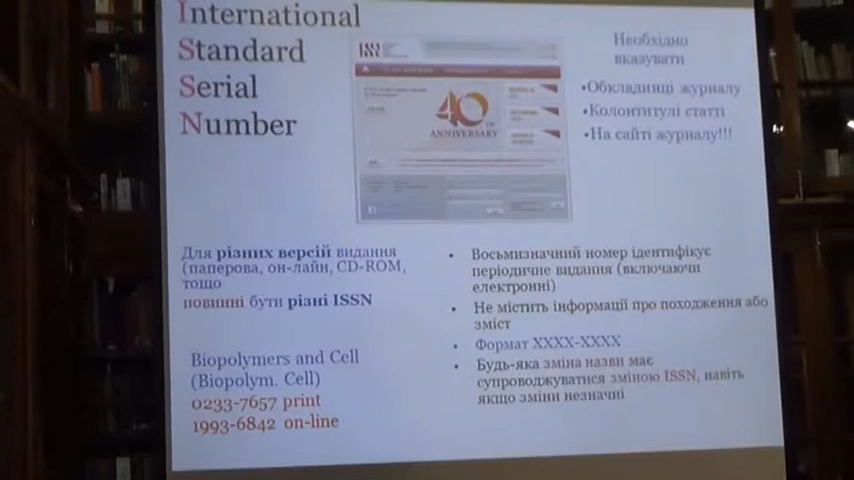 International
Standard
Serial
Number
ISSN
40TH
ANNIVERSARY
Необхідно
вказувати
•Обкладинці журналу
•Колонтитулі статті
•На сайті журналу!!!
Для різних версій видання
(паперова, он-лайн, CD-ROM,
тощо
повинні бути різні ISSN
Biopolymers and Cell
(Biopolym. Cell)
0233-7657 print
1993-6842 on-line
• Восьмизначний номер ідентифікує
періодичне видання (включаючи
електронні)
• Не містить інформації про походження або
зміст
• Формат XXXX-XXXX
• Будь-яка зміна назви має
супроводжуватися зміною ISSN, навіть
якщо зміни незначні